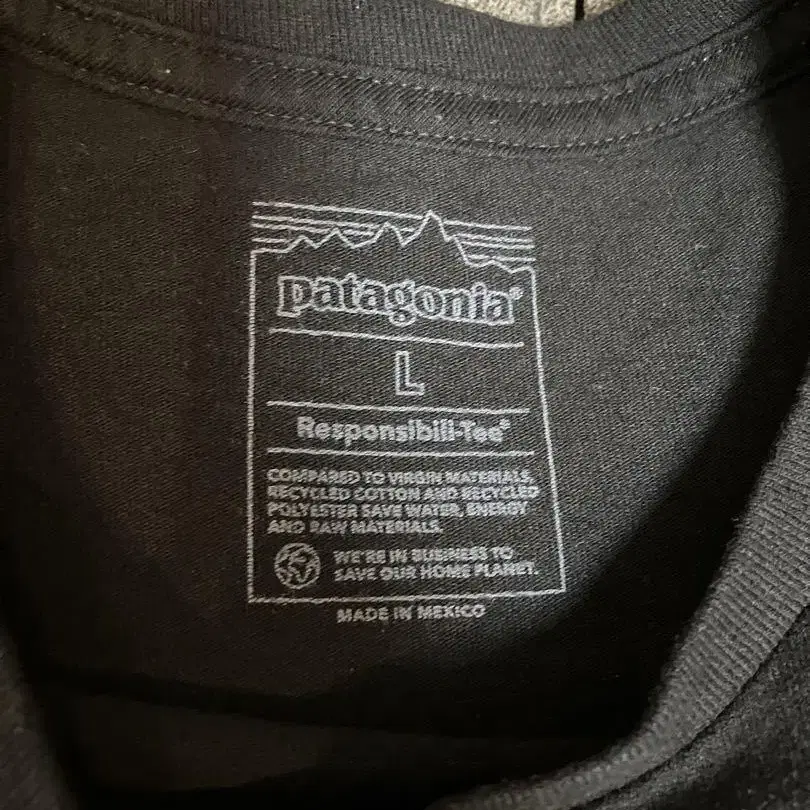 patagonia®
L
Responsibili-Tee®
COMPARED TO VIRGIN MATERIALS,
RECYCLED COTTON AND RECYCLED
POLYESTER SAVE WATER, ENERGY
AND RAW MATERIALS.
WE'RE IN BUSINESS TO
SAVE OUR HOME PLANET.
MADE IN MEXICO